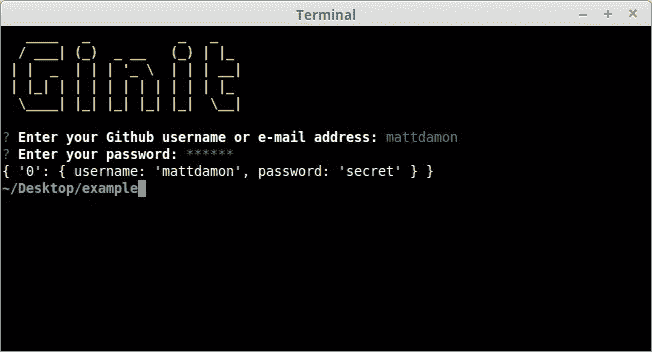 Terminal
Ginit
? Enter your Github username or e-mail address: mattdamon
? Enter your password: ******
{ '0': { username: 'mattdamon', password: 'secret' } }
~/Desktop/example